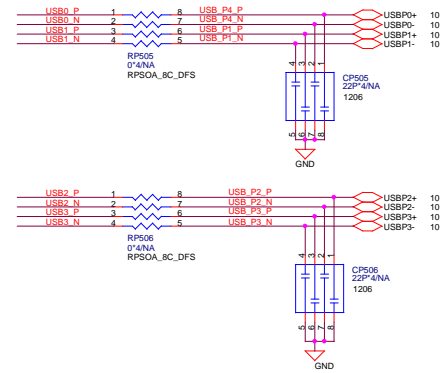 USB0_P 1 8 USB_P4_P USBP0+ 10
USB0_N 2 7 USB_P4_N USBP0- 10
USB1_P 3 6 USB_P1_P USBP1+ 10
USB1_N 4 5 USB_P1_N USBP1- 10
RP505
0*4/NA
RPSOA_8C_DFS
4 3 2 1
CP505
22P*4/NA
1206
5 6 7 8
GND
USB2_P 1 8 USB_P2_P USBP2+ 10
USB2_N 2 7 USB_P2_N USBP2- 10
USB3_P 3 6 USB_P3_P USBP3+ 10
USB3_N 4 5 USB_P3_N USBP3- 10
RP506
0*4/NA
RPSOA_8C_DFS
4 3 2 1
CP506
22P*4/NA
1206
5 6 7 8
GND